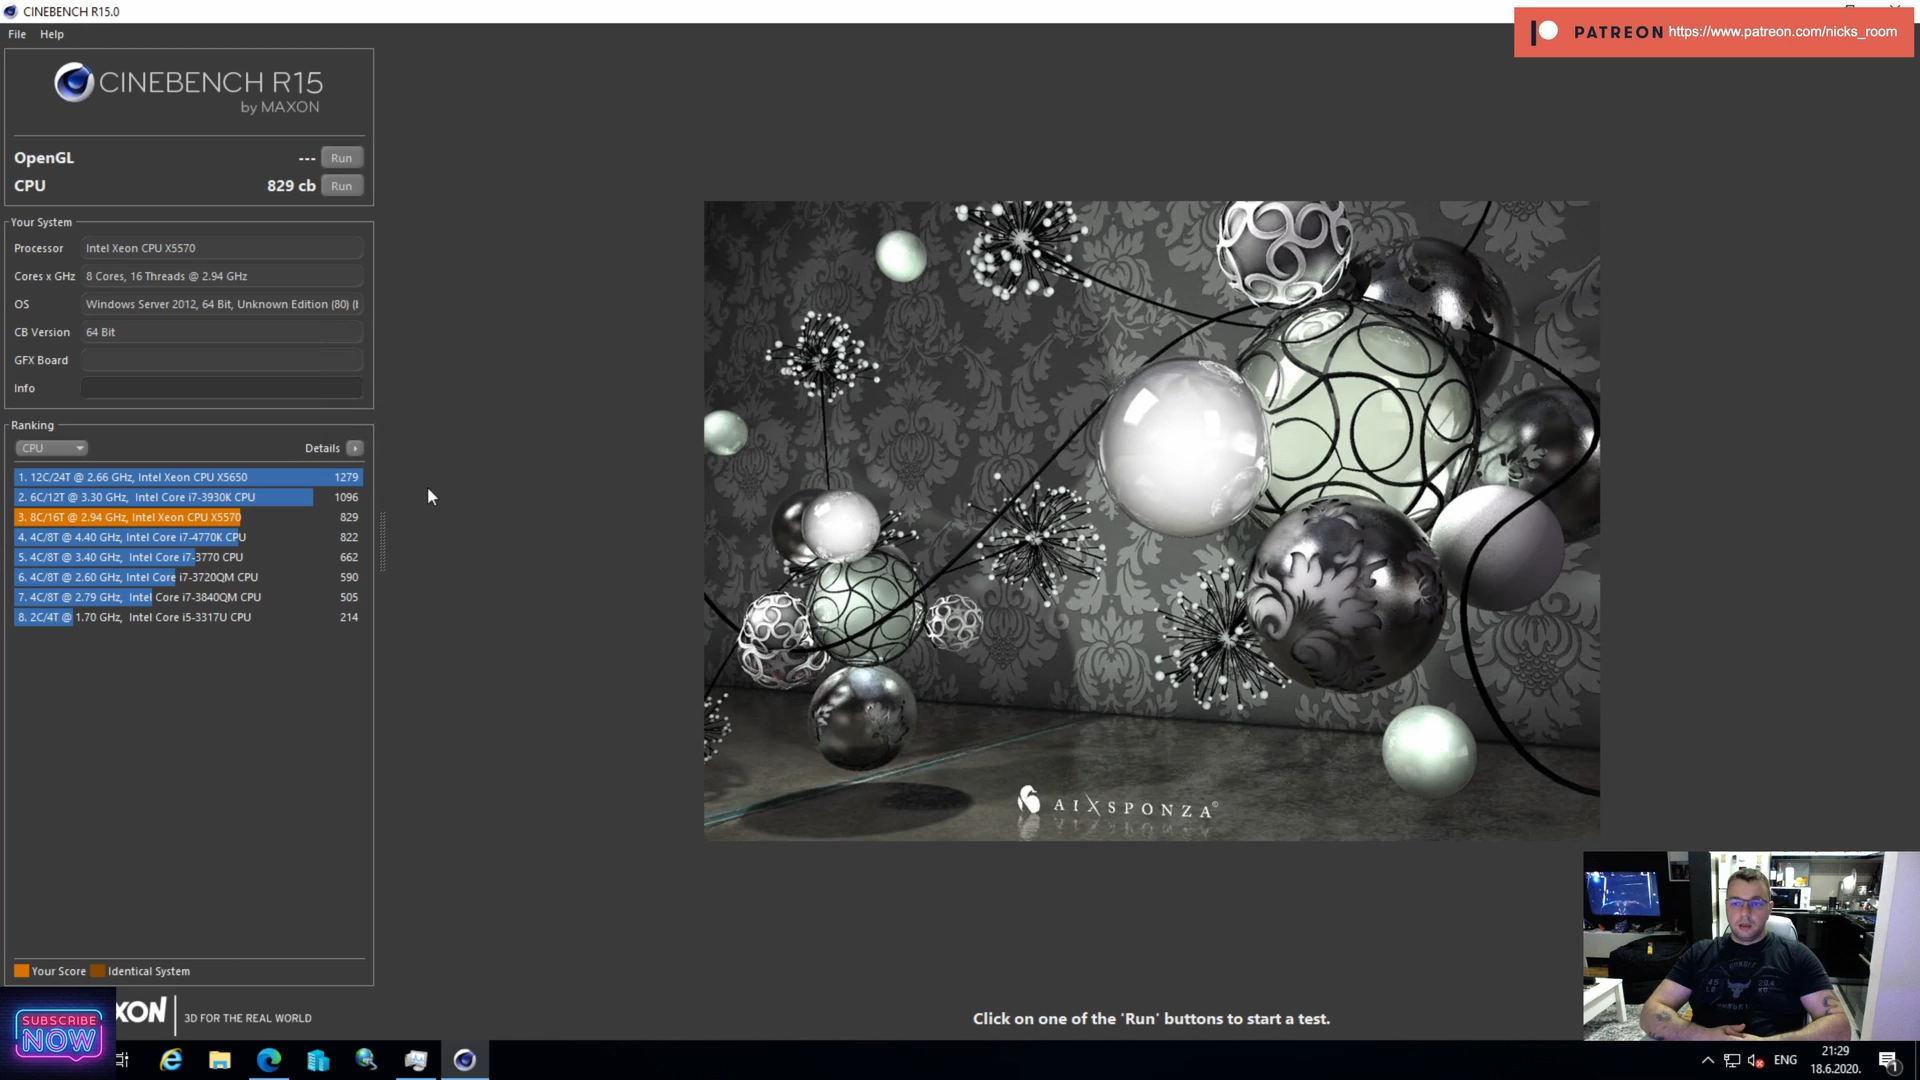 CINEBENCH R15.0
File Help
PATREON https://www.patreon.com/nicks_room
CINEBENCH R15
by MAXON
OpenGL --- Run
CPU 829 cb Run
Your System
Processor Intel Xeon CPU X5570
Cores x GHz 8 Cores, 16 Threads @ 2.94 GHz
OS Windows Server 2012, 64 Bit, Unknown Edition (80) (
CB Version 64 Bit
GFX Board
Info
Ranking
CPU Details
1. 12C/24T @ 2.66 GHz, Intel Xeon CPU X5650 1279
2. 6C/12T @ 3.30 GHz, Intel Core i7-3930K CPU 1096
3. 8C/16T @ 2.94 GHz, Intel Xeon CPU X5570 829
4. 4C/8T @ 4.40 GHz, Intel Core i7-4770K CPU 822
5. 4C/8T @ 3.40 GHz, Intel Core i7-3770 CPU 662
6. 4C/8T @ 2.60 GHz, Intel Core i7-3720QM CPU 590
7. 4C/8T @ 2.79 GHz, Intel Core i7-3840QM CPU 505
8. 2C/4T @ 1.70 GHz, Intel Core i5-3317U CPU 214
AIXSPONZA©
Your Score Identical System
XON 3D FOR THE REAL WORLD
Click on one of the 'Run' buttons to start a test.
SUBSCRIBE
NOW
ENG
21:29
18.6.2020.
1